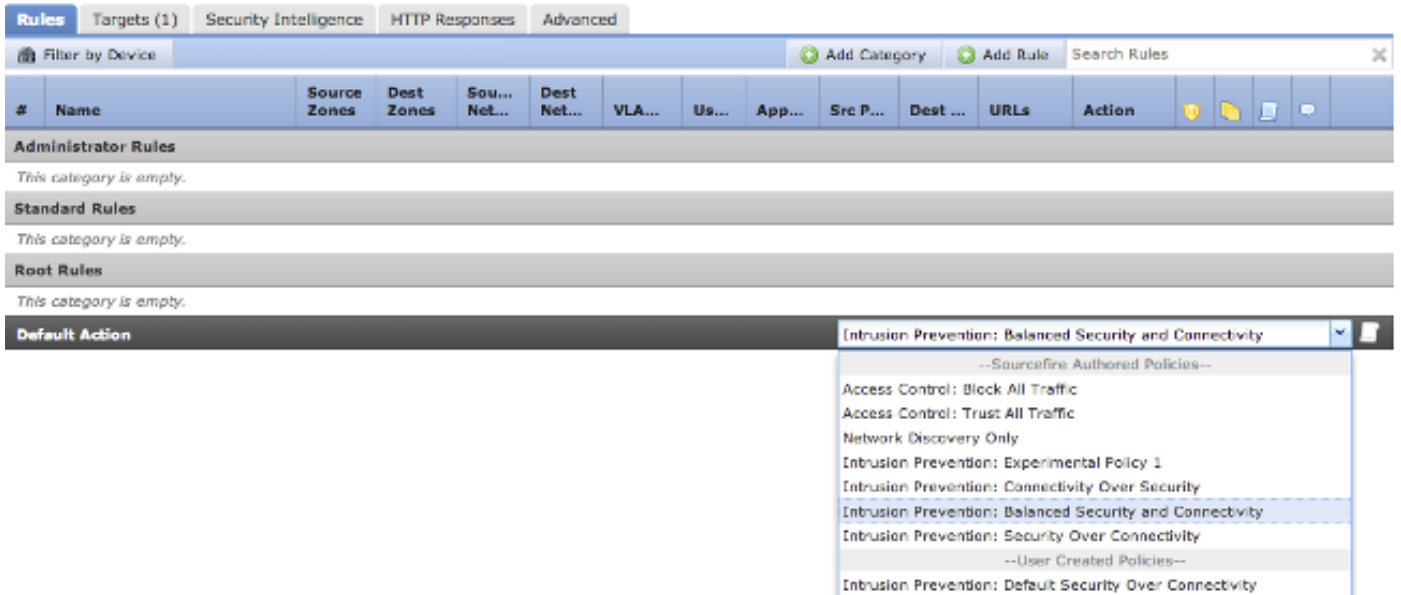 Rules Targets (1) Security Intelligence HTTP Responses Advanced
Filter by Device Add Category Add Rule Search Rules
# Name Source Zones Dest Zones Sou... Net... Dest Net... VLA... Us... App... Src P... Dest ... URLs Action
Administrator Rules
This category is empty.
Standard Rules
This category is empty.
Root Rules
This category is empty.
Default Action Intrusion Prevention: Balanced Security and Connectivity
--Sourcefire Authored Policies--
Access Control: Block All Traffic
Access Control: Trust All Traffic
Network Discovery Only
Intrusion Prevention: Experimental Policy 1
Intrusion Prevention: Connectivity Over Security
Intrusion Prevention: Balanced Security and Connectivity
Intrusion Prevention: Security Over Connectivity
--User Created Policies--
Intrusion Prevention: Default Security Over Connectivity